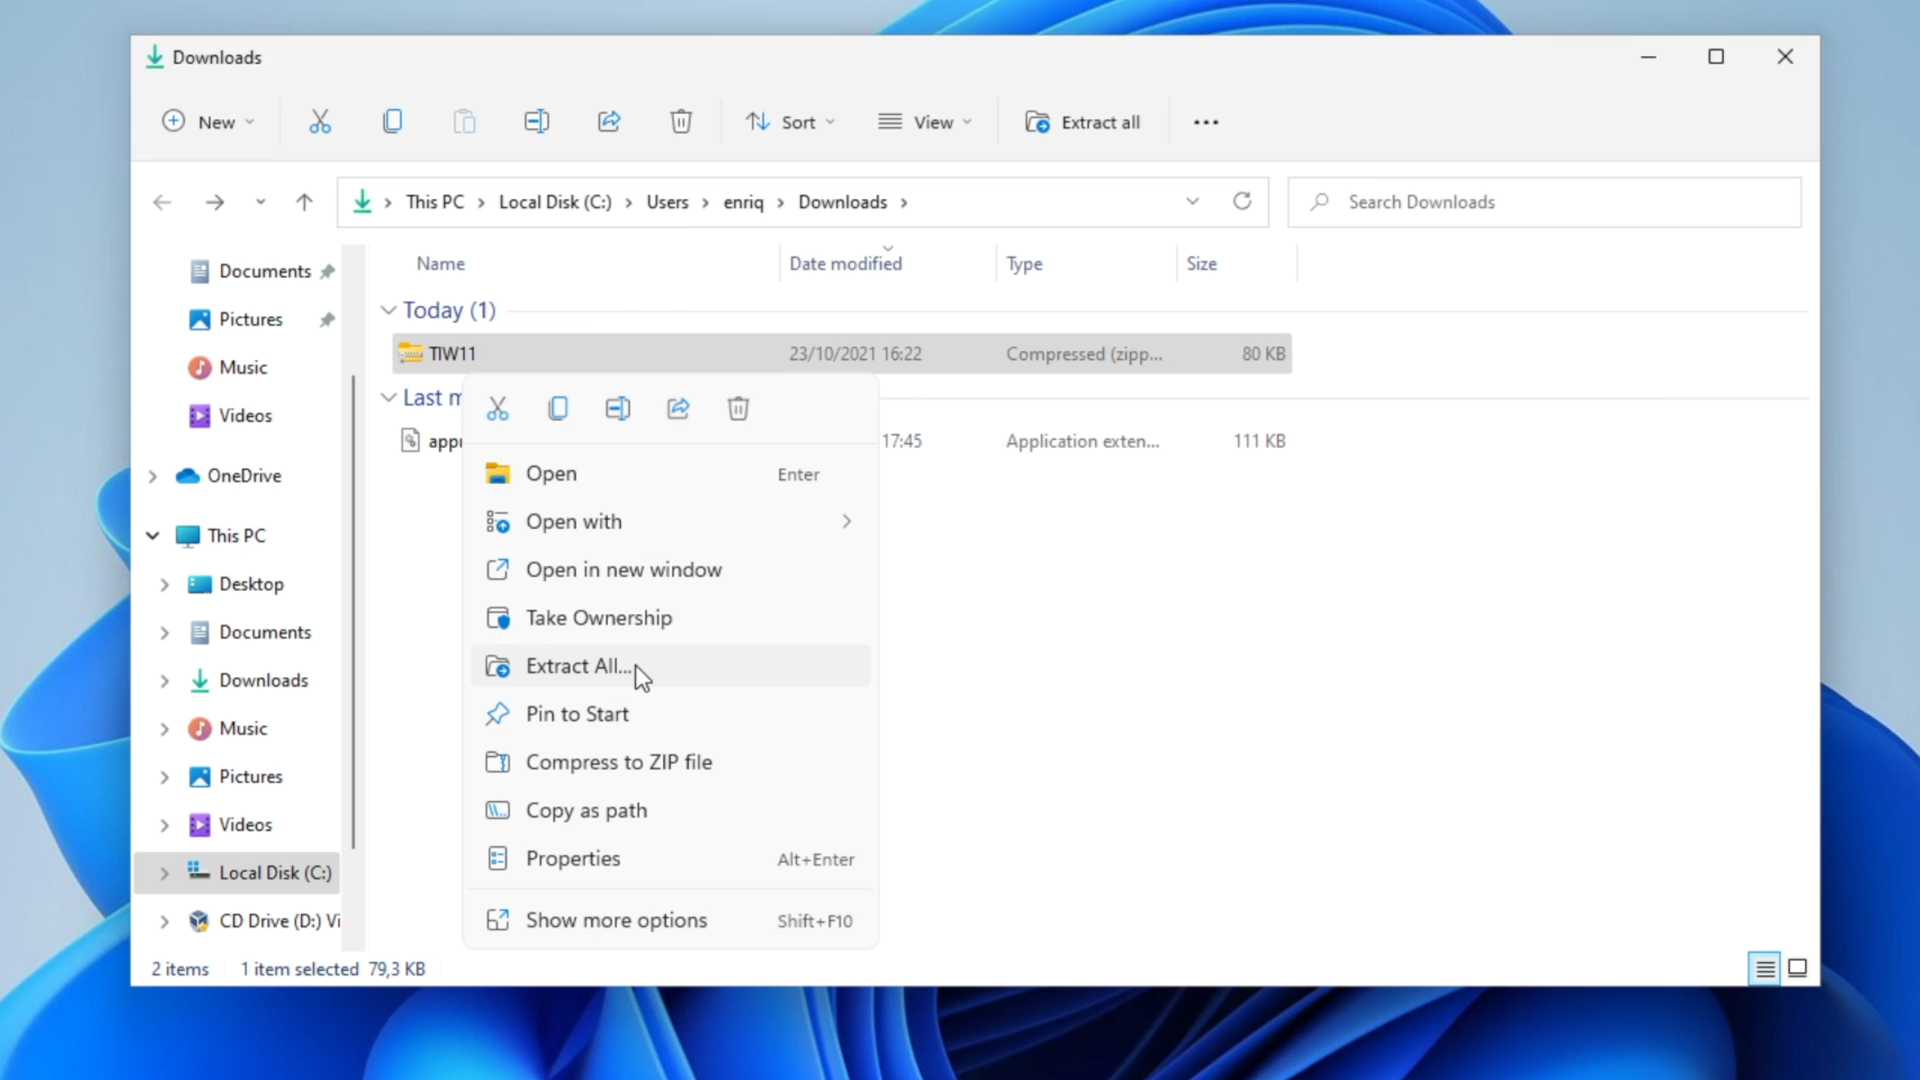 Downloads
New
Sort
View
Extract all
This PC > Local Disk (C:) > Users > enriq > Downloads >
Search Downloads
Documents
Pictures
Music
Videos
OneDrive
This PC
Desktop
Documents
Downloads
Music
Pictures
Videos
Local Disk (C:)
CD Drive (D:) Vi
Name Date modified Type Size
Today (1)
TIW11 23/10/2021 16:22 Compressed (zipp... 80 KB
Last m
appr 17:45 Application exten... 111 KB
Open Enter
Open with
Open in new window
Take Ownership
Extract All...
Pin to Start
Compress to ZIP file
Copy as path
Properties Alt+Enter
Show more options Shift+F10
2 items 1 item selected 79,3 KB